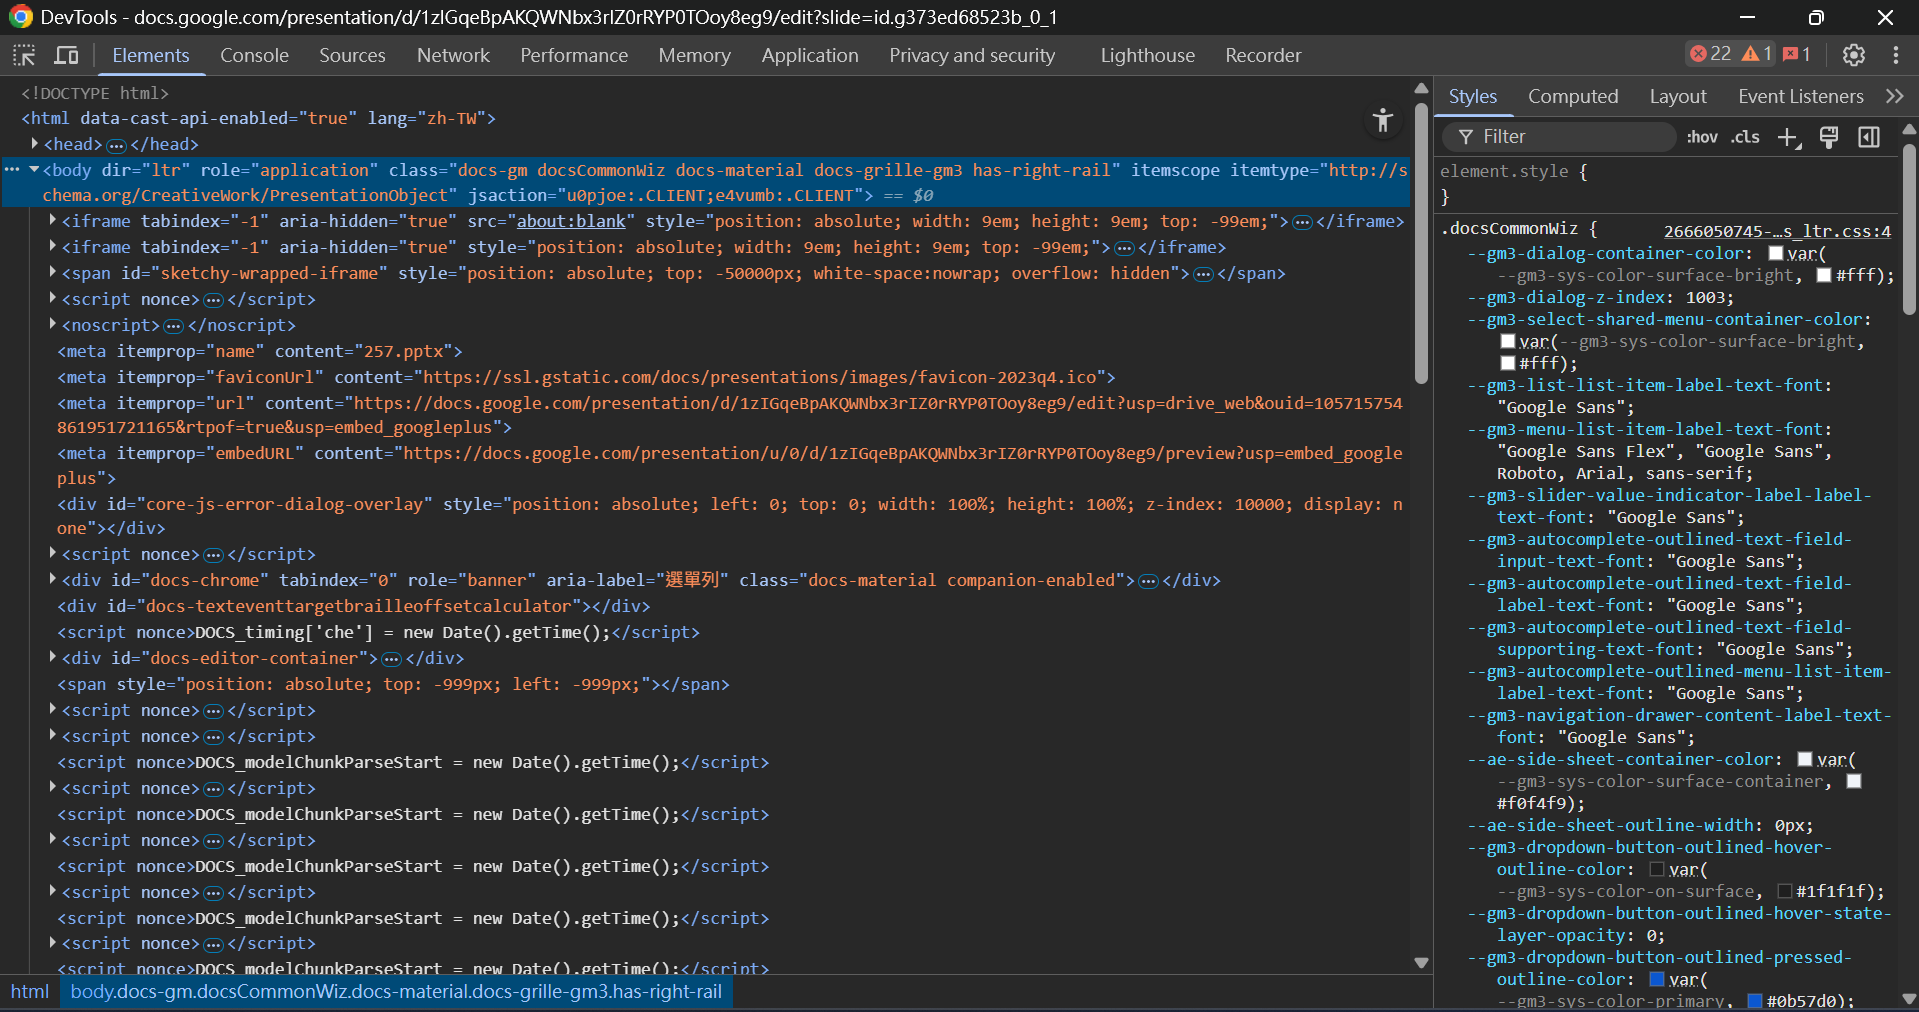 DevTools - docs.google.com/presentation/d/1zIGqeBpAKQWNbx3rIZ0rRYP0TOoy8eg9/edit?slide=id.g373ed68523b_0_1
Elements Console Sources Network Performance Memory Application Privacy and security Lighthouse Recorder 22 1 1
<!DOCTYPE html>
<html data-cast-api-enabled="true" lang="zh-TW">
<head>…</head>
<body dir="ltr" role="application" class="docs-gm docsCommonWiz docs-material docs-grille-gm3 has-right-rail" itemscope itemtype="http://s
chema.org/CreativeWork/PresentationObject" jsaction="u0pjoe:.CLIENT;e4vumb:.CLIENT"> == $0
<iframe tabindex="-1" aria-hidden="true" src="about:blank" style="position: absolute; width: 9em; height: 9em; top: -99em;">…</iframe>
<iframe tabindex="-1" aria-hidden="true" style="position: absolute; width: 9em; height: 9em; top: -99em;">…</iframe>
<span id="sketchy-wrapped-iframe" style="position: absolute; top: -50000px; white-space:nowrap; overflow: hidden">…</span>
<script nonce>…</script>
<noscript>…</noscript>
<meta itemprop="name" content="257.pptx">
<meta itemprop="faviconUrl" content="https://ssl.gstatic.com/docs/presentations/images/favicon-2023q4.ico">
<meta itemprop="url" content="https://docs.google.com/presentation/d/1zIGqeBpAKQWNbx3rIZ0rRYP0TOoy8eg9/edit?usp=drive_web&ouid=105715754
861951721165&rtpof=true&usp=embed_googleplus">
<meta itemprop="embedURL" content="https://docs.google.com/presentation/u/0/d/1zIGqeBpAKQWNbx3rIZ0rRYP0TOoy8eg9/preview?usp=embed_google
plus">
<div id="core-js-error-dialog-overlay" style="position: absolute; left: 0; top: 0; width: 100%; height: 100%; z-index: 10000; display: n
one"></div>
<script nonce>…</script>
<div id="docs-chrome" tabindex="0" role="banner" aria-label="選單列" class="docs-material companion-enabled">…</div>
<div id="docs-texteventtargetbrailleoffsetcalculator"></div>
<script nonce>DOCS_timing['che'] = new Date().getTime();</script>
<div id="docs-editor-container">…</div>
<span style="position: absolute; top: -999px; left: -999px;"></span>
<script nonce>…</script>
<script nonce>…</script>
<script nonce>DOCS_modelChunkParseStart = new Date().getTime();</script>
<script nonce>…</script>
<script nonce>DOCS_modelChunkParseStart = new Date().getTime();</script>
<script nonce>…</script>
<script nonce>DOCS_modelChunkParseStart = new Date().getTime();</script>
<script nonce>…</script>
<script nonce>DOCS_modelChunkParseStart = new Date().getTime();</script>
<script nonce>…</script>
<script nonce>DOCS_modelChunkParseStart = new Date().getTime();</script>
html body.docs-gm.docsCommonWiz.docs-material.docs-grille-gm3.has-right-rail
Styles Computed Layout Event Listeners
Filter :hov .cls
element.style {
}
.docsCommonWiz { 2666050745-…s_ltr.css:4
--gm3-dialog-container-color: var(
--gm3-sys-color-surface-bright, #fff);
--gm3-dialog-z-index: 1003;
--gm3-select-shared-menu-container-color:
var(--gm3-sys-color-surface-bright,
#fff);
--gm3-list-list-item-label-text-font:
"Google Sans";
--gm3-menu-list-item-label-text-font:
"Google Sans Flex", "Google Sans",
Roboto, Arial, sans-serif;
--gm3-slider-value-indicator-label-label-
text-font: "Google Sans";
--gm3-autocomplete-outlined-text-field-
input-text-font: "Google Sans";
--gm3-autocomplete-outlined-text-field-
label-text-font: "Google Sans";
--gm3-autocomplete-outlined-text-field-
supporting-text-font: "Google Sans";
--gm3-autocomplete-outlined-menu-list-item-
label-text-font: "Google Sans";
--gm3-navigation-drawer-content-label-text-
font: "Google Sans";
--ae-side-sheet-container-color: var(
--gm3-sys-color-surface-container,
#f0f4f9);
--ae-side-sheet-outline-width: 0px;
--gm3-dropdown-button-outlined-hover-
outline-color: var(
--gm3-sys-color-on-surface, #1f1f1f);
--gm3-dropdown-button-outlined-hover-state-
layer-opacity: 0;
--gm3-dropdown-button-outlined-pressed-
outline-color: var(
--gm3-sys-color-primary, #0b57d0);